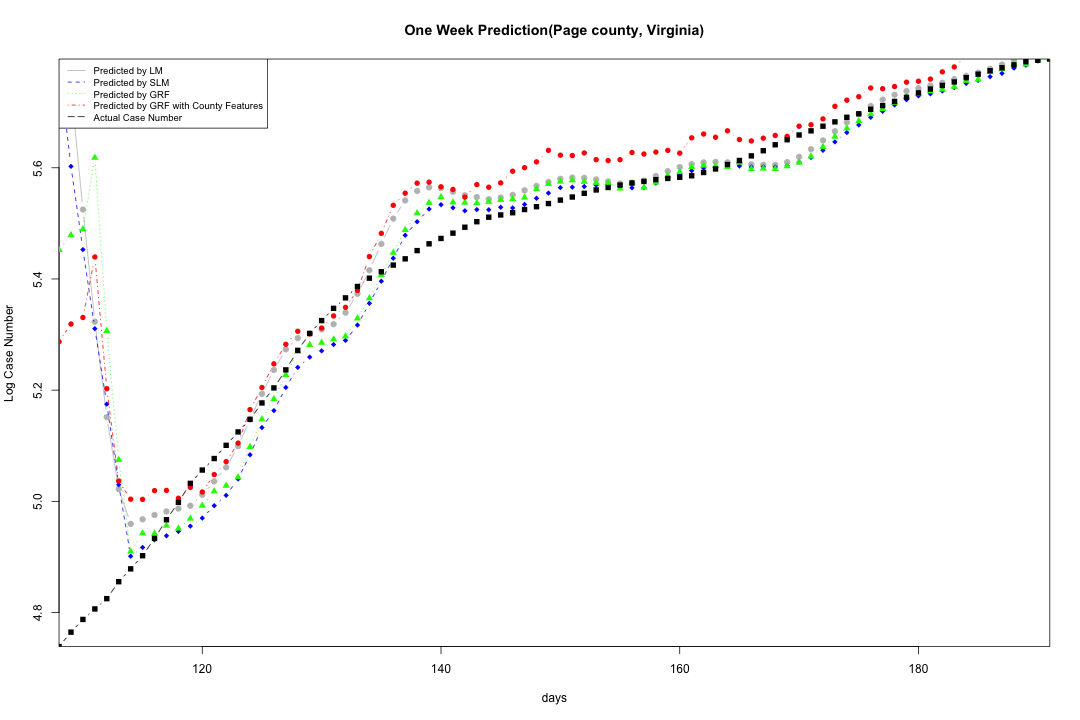 One Week Prediction(Page county, Virginia)
Predicted by LM
Predicted by SLM
Predicted by GRF
Predicted by GRF with County Features
Actual Case Number
5.6
5.4
5.2
5.0
4.8
Log Case Number
120
140
160
180
days